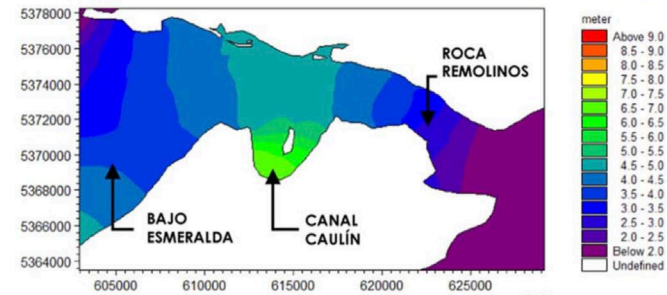 5378000
5376000
5374000
5372000
5370000
5368000
5366000
5364000
605000
610000
615000
620000
625000
ROCA
REMOLINOS
BAJO
ESMERALDA
CANAL
CAULÍN
meter
Above 9.0
8.5 - 9.0
8.0 - 8.5
7.5 - 8.0
7.0 - 7.5
6.5 - 7.0
6.0 - 6.5
5.5 - 6.0
5.0 - 5.5
4.5 - 5.0
4.0 - 4.5
3.5 - 4.0
3.0 - 3.5
2.5 - 3.0
2.0 - 2.5
Below 2.0
Undefined